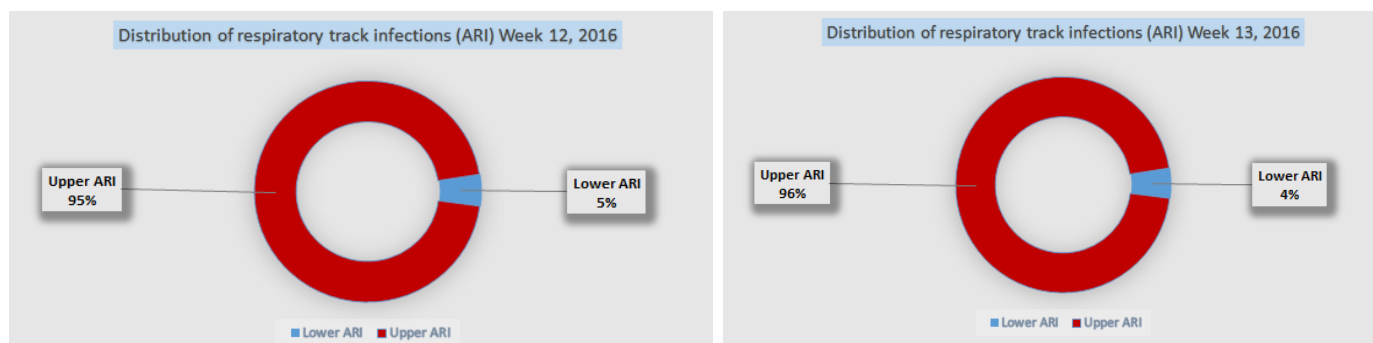 Distribution of respiratory track infections (ARI) Week 12, 2016
Upper ARI
95%
Lower ARI
5%
Lower ARI Upper ARI
Distribution of respiratory track infections (ARI) Week 13, 2016
Upper ARI
96%
Lower ARI
4%
Lower ARI Upper ARI